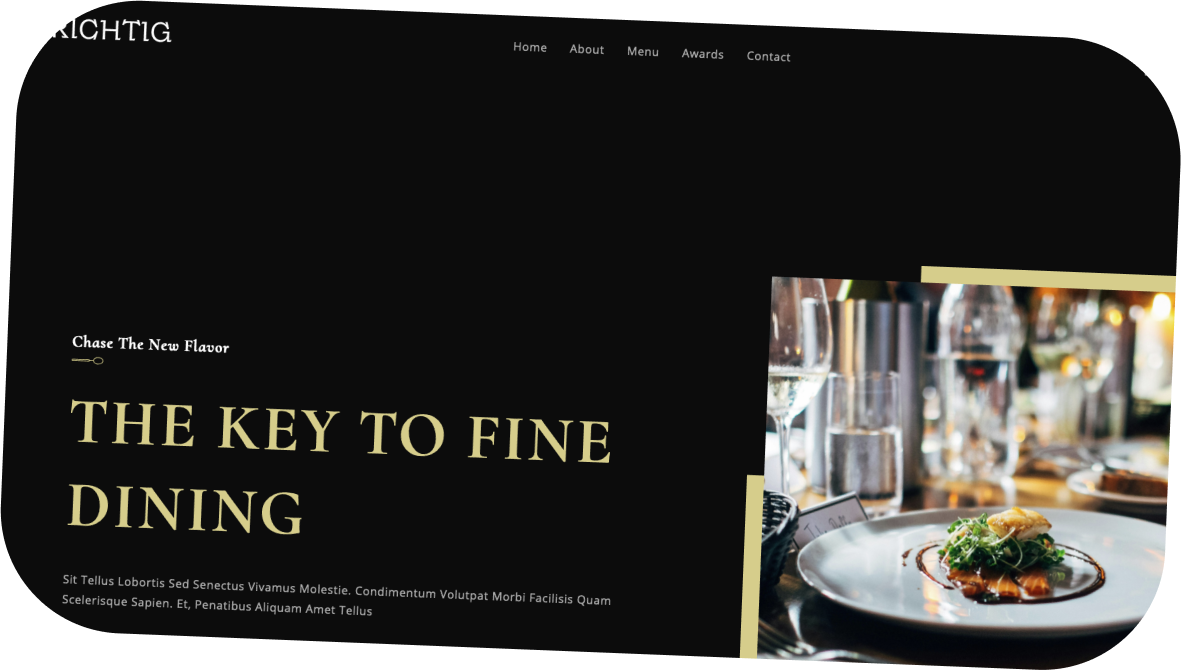 Home About Menu Awards Contact
Chase The New Flavor
THE KEY TO FINE
DINING
Sit Tellus Lobortis Sed Senectus Vivamus Molestie. Condimentum Volutpat Morbi Facilisis Quam
Scelerisque Sapien. Et, Penatibus Aliquam Amet Tellus